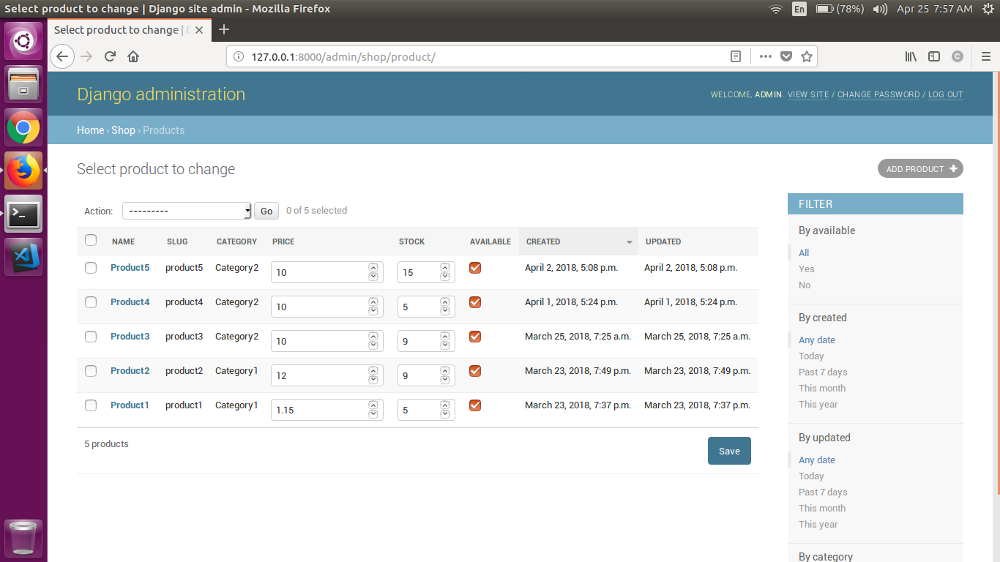 Select product to change | Django site admin - Mozilla Firefox
En (78%) Apr 25 7:57 AM
Select product to change |
127.0.0.1:8000/admin/shop/product/
C
Django administration
WELCOME, ADMIN. VIEW SITE / CHANGE PASSWORD / LOG OUT
Home › Shop › Products
Select product to change
ADD PRODUCT +
Action: --------- Go 0 of 5 selected
NAME SLUG CATEGORY PRICE STOCK AVAILABLE CREATED UPDATED
Product5 product5 Category2 10 15 April 2, 2018, 5:08 p.m. April 2, 2018, 5:08 p.m.
Product4 product4 Category2 10 5 April 1, 2018, 5:24 p.m. April 1, 2018, 5:24 p.m.
Product3 product3 Category2 10 9 March 25, 2018, 7:25 a.m. March 25, 2018, 7:25 a.m.
Product2 product2 Category1 12 9 March 23, 2018, 7:49 p.m. March 23, 2018, 7:49 p.m.
Product1 product1 Category1 1.15 5 March 23, 2018, 7:37 p.m. March 23, 2018, 7:37 p.m.
5 products
Save
FILTER
By available
All
Yes
No
By created
Any date
Today
Past 7 days
This month
This year
By updated
Any date
Today
Past 7 days
This month
This year
By category